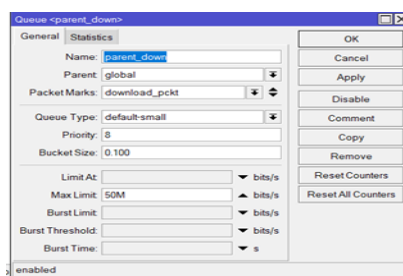 Queue <parent_down>
General Statistics
Name: parent_down
Parent: global
Packet Marks: download_pckt
Queue Type: default-small
Priority: 8
Bucket Size: 0.100
Limit At: bits/s
Max Limit: 50M bits/s
Burst Limit: bits/s
Burst Threshold: bits/s
Burst Time: s
enabled
OK
Cancel
Apply
Disable
Comment
Copy
Remove
Reset Counters
Reset All Counters